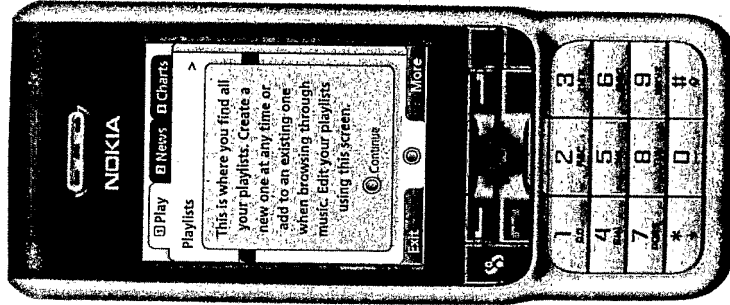 NOKIA
1 Play 2 News 3 Charts
Playlists >
This is where you find all
your playlists. Create a
new one at any time or
add to an existing one
when browsing through
music. Edit your playlists
using this screen.
Continue
Exit More
1 2 3
4 5 6
7 8 9
* 0 #